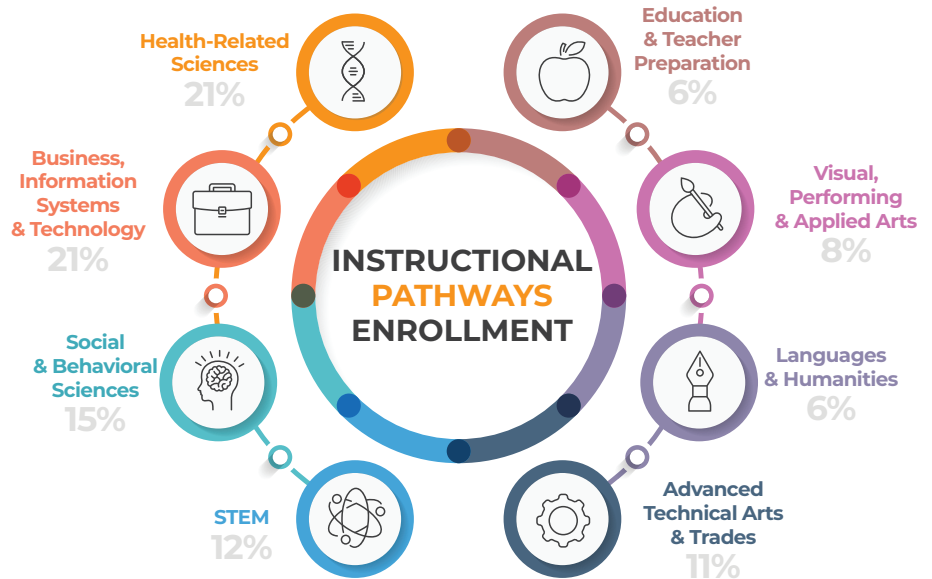 INSTRUCTIONAL
PATHWAYS
ENROLLMENT
Health-Related
Sciences
21%
Business,
Information
Systems
& Technology
21%
Social
& Behavioral
Sciences
15%
STEM
12%
Education
& Teacher
Preparation
6%
Visual,
Performing
& Applied Arts
8%
Languages
& Humanities
6%
Advanced
Technical Arts
& Trades
11%